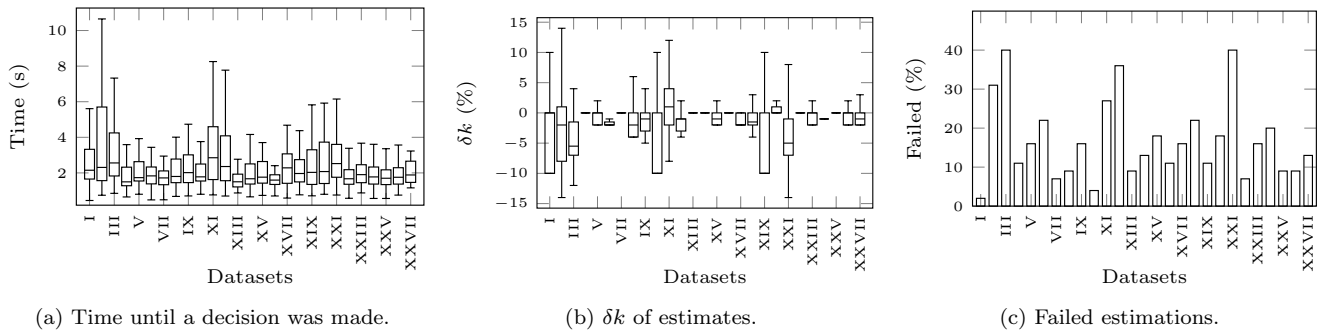 10
8
6
4
2
Time (s)
I
III
V
VII
IX
XI
XIII
XV
XVII
XIX
XXI
XXIII
XXV
XXVII
Datasets
(a) Time until a decision was made.
15
10
5
0
−5
−10
−15
δk (%)
I
III
V
VII
IX
XI
XIII
XV
XVII
XIX
XXI
XXIII
XXV
XXVII
Datasets
(b) δk of estimates.
40
30
20
10
0
Failed (%)
I
III
V
VII
IX
XI
XIII
XV
XVII
XIX
XXI
XXIII
XXV
XXVII
Datasets
(c) Failed estimations.